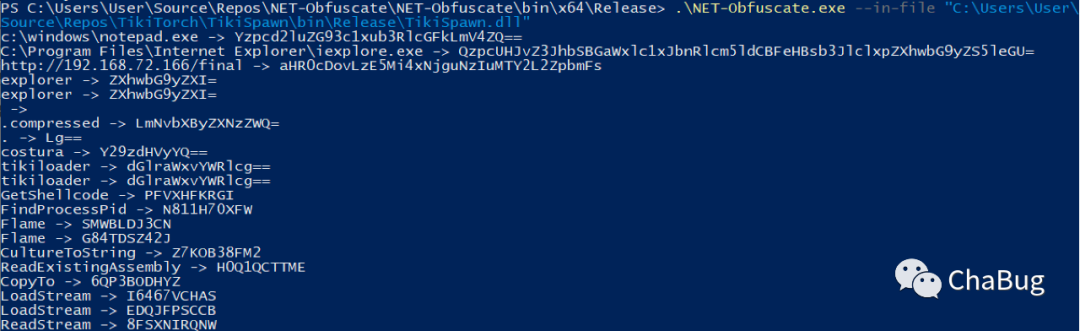 PS C:\Users\User\Source\Repos\NET-Obfuscate\NET-Obfuscate\bin\x64\Release> .\NET-Obfuscate.exe --in-file "C:\Users\User\
Source\Repos\TikiTorch\TikiSpawn\bin\Release\TikiSpawn.dll"
c:\windows\notepad.exe -> Yzpcd2luZG93c1xub3RlcGFkLmV4ZQ==
C:\Program Files\Internet Explorer\iexplore.exe -> QzpcUHJvZ3JhbSBGaWxlc1xJbnRlcm5ldCBFeHBsb3JlclxpZXhwbG9yZS5leGU=
http://192.168.72.166/final -> aHR0cDovLzE5Mi4xNjguNzIuMTY2L2ZpbmFs
explorer -> ZXhwbG9yZXI=
explorer -> ZXhwbG9yZXI=
 ->
.compressed -> LmNvbXByZXNzZWQ=
. -> Lg==
costura -> Y29zdHVyYQ==
tikiloader -> dGlraWxvYWRlcg==
tikiloader -> dGlraWxvYWRlcg==
GetShellcode -> PFVXHFKRGI
FindProcessPid -> N811H7OXFW
Flame -> SMWBLDJ3CN
Flame -> G84TDSZ42J
CultureToString -> Z7KOB38FM2
ReadExistingAssembly -> H0Q1QCTTME
CopyTo -> 6QP3BODHYZ
LoadStream -> I6467VCHAS
LoadStream -> EDQJFPSCCB
ReadStream -> 8FSXNIRQNW
ChaBug